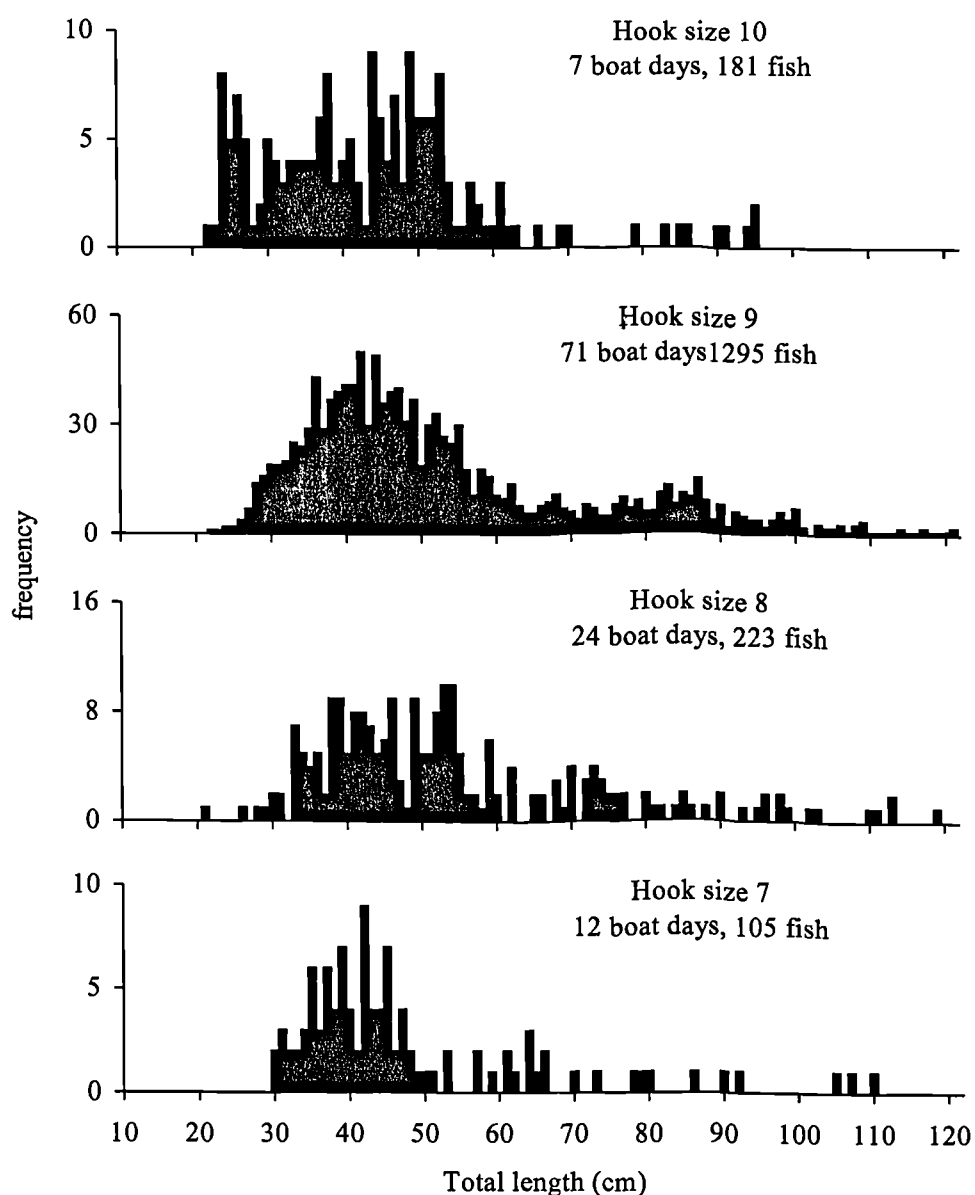 10
5
0
Hook size 10
7 boat days, 181 fish
60
30
0
Hook size 9
71 boat days1295 fish
frequency
16
8
0
Hook size 8
24 boat days, 223 fish
10
5
0
Hook size 7
12 boat days, 105 fish
10 20 30 40 50 60 70 80 90 100 110 120
Total length (cm)